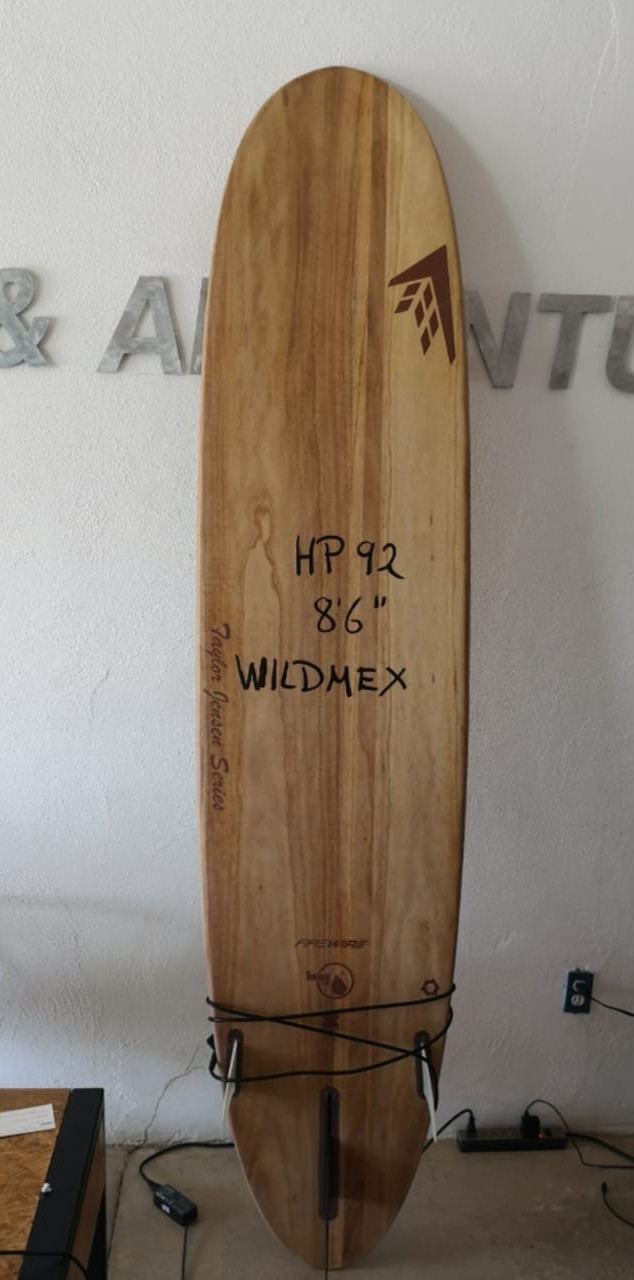 & A
NTU
HP 92
8'6"
WILDMEX
Taylor Jensen Series
FIREWIRE